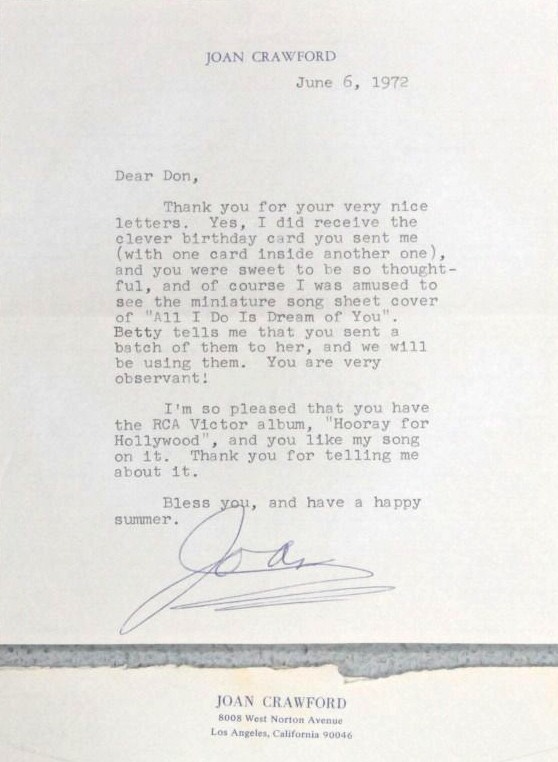 JOAN CRAWFORD
June 6, 1972
Dear Don,
Thank you for your very nice
letters. Yes, I did receive the
clever birthday card you sent me
(with one card inside another one),
and you were sweet to be so thought-
ful, and of course I was amused to
see the miniature song sheet cover
of "All I Do Is Dream of You".
Betty tells me that you sent a
batch of them to her, and we will
be using them. You are very
observant!
I'm so pleased that you have
the RCA Victor album, "Hooray for
Hollywood", and you like my song
on it. Thank you for telling me
about it.
Bless you, and have a happy
summer.
Joan
JOAN CRAWFORD
8008 West Norton Avenue
Los Angeles, California 90046